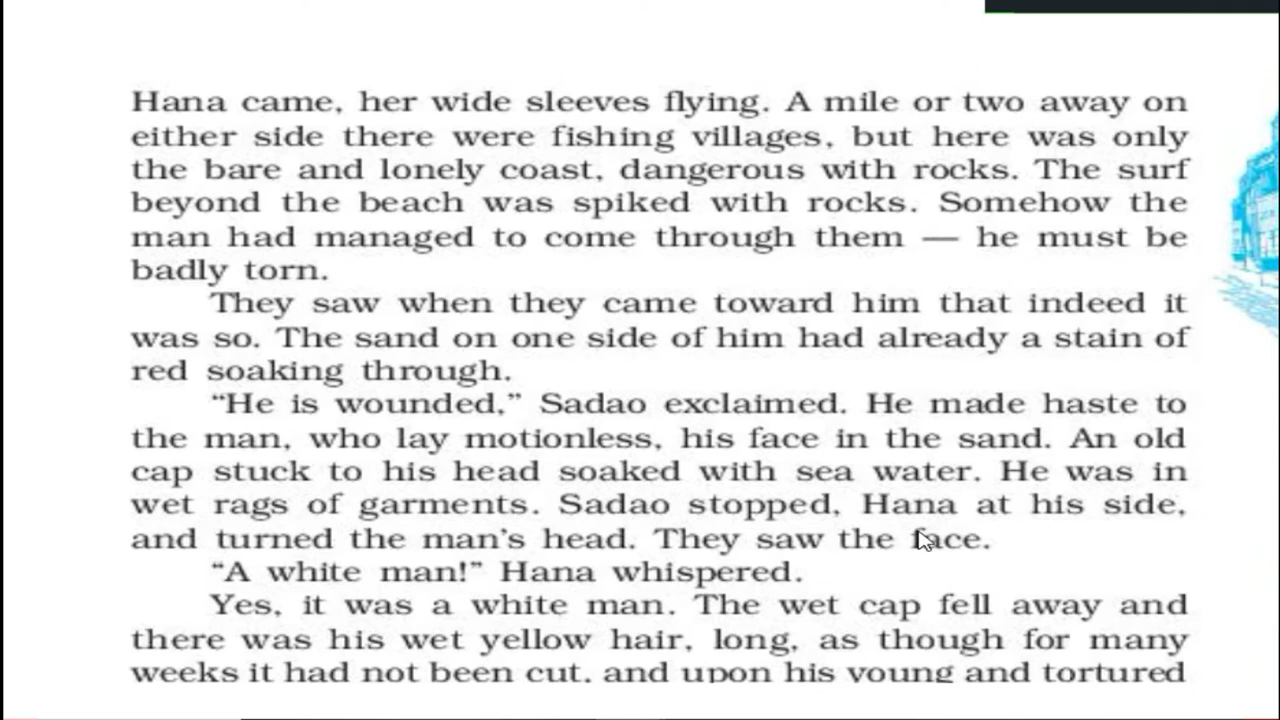 Hana came, her wide sleeves flying. A mile or two away on
either side there were fishing villages, but here was only
the bare and lonely coast, dangerous with rocks. The surf
beyond the beach was spiked with rocks. Somehow the
man had managed to come through them — he must be
badly torn.
They saw when they came toward him that indeed it
was so. The sand on one side of him had already a stain of
red soaking through.
“He is wounded,” Sadao exclaimed. He made haste to
the man, who lay motionless, his face in the sand. An old
cap stuck to his head soaked with sea water. He was in
wet rags of garments. Sadao stopped, Hana at his side,
and turned the man’s head. They saw the face.
“A white man!” Hana whispered.
Yes, it was a white man. The wet cap fell away and
there was his wet yellow hair, long, as though for many
weeks it had not been cut, and upon his young and tortured